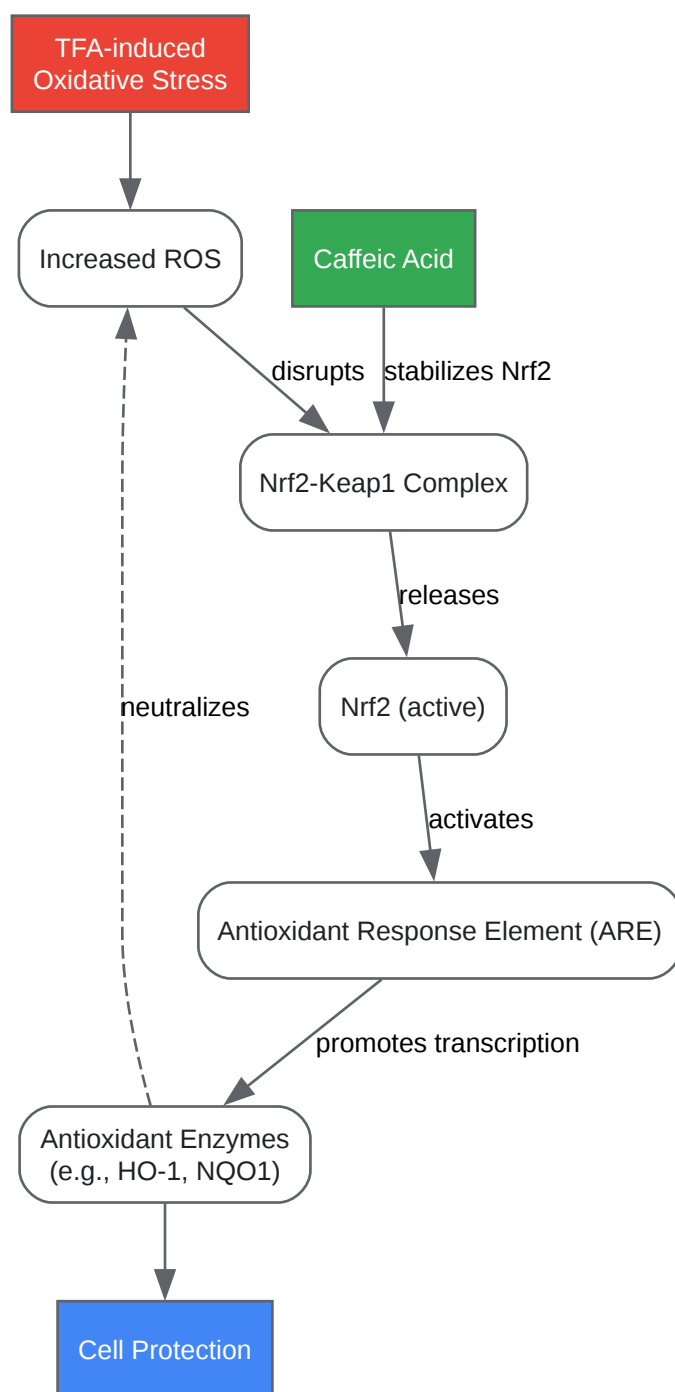 TFA-induced
Oxidative Stress
Increased ROS
Caffeic Acid
disrupts
stabilizes Nrf2
Nrf2-Keap1 Complex
releases
Nrf2 (active)
neutralizes
activates
Antioxidant Response Element (ARE)
promotes transcription
Antioxidant Enzymes
(e.g., HO-1, NQO1)
Cell Protection